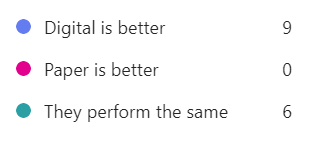 Digital is better 9
Paper is better 0
They perform the same 6